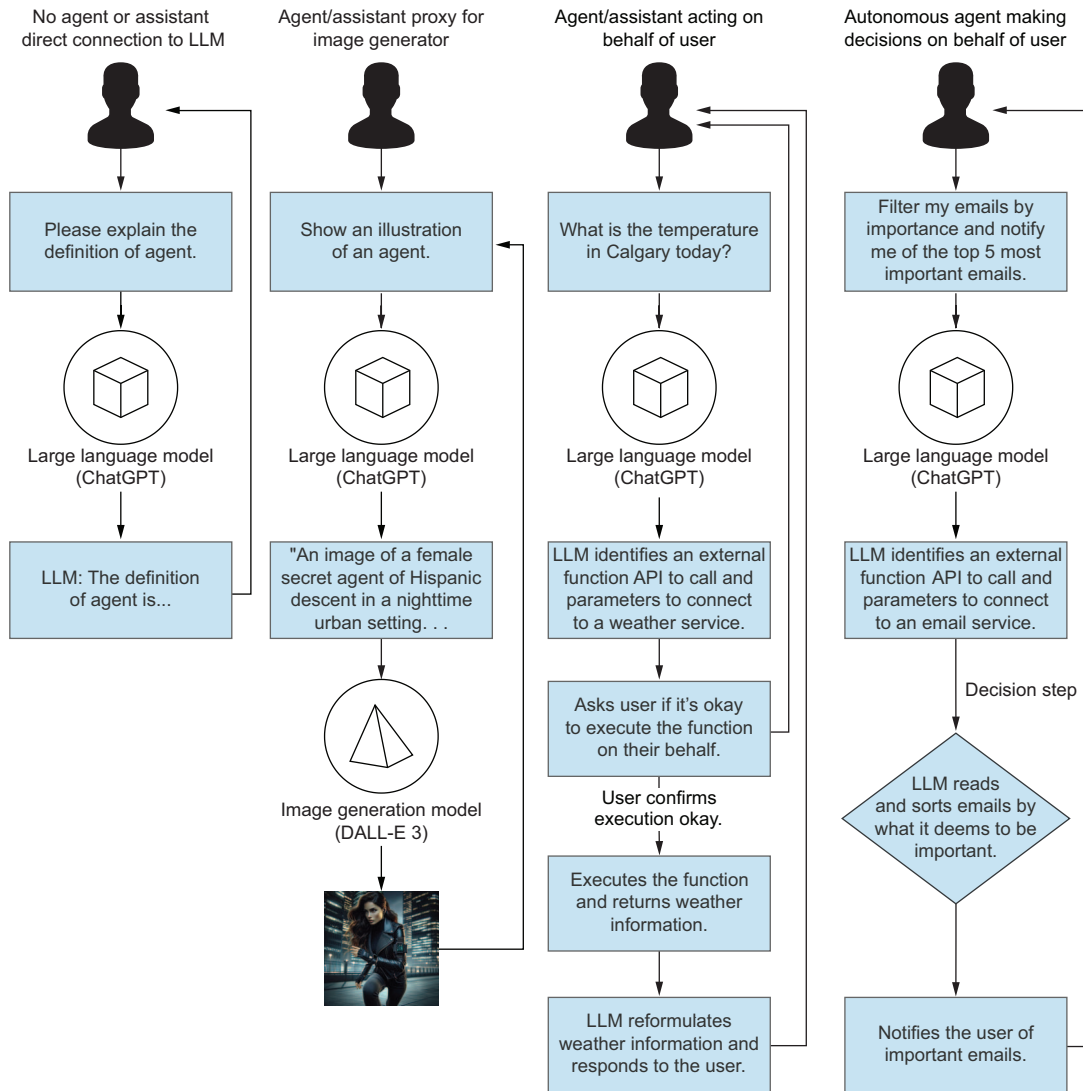 No agent or assistant
direct connection to LLM
Please explain the
definition of agent.
Large language model
(ChatGPT)
LLM: The definition
of agent is...
Agent/assistant proxy for
image generator
Show an illustration
of an agent.
Large language model
(ChatGPT)
"An image of a female
secret agent of Hispanic
descent in a nighttime
urban setting. . .
Image generation model
(DALL-E 3)
Agent/assistant acting on
behalf of user
What is the temperature
in Calgary today?
Large language model
(ChatGPT)
LLM identifies an external
function API to call and
parameters to connect
to a weather service.
Asks user if it’s okay
to execute the function
on their behalf.
User confirms
execution okay.
Executes the function
and returns weather
information.
LLM reformulates
weather information and
responds to the user.
Autonomous agent making
decisions on behalf of user
Filter my emails by
importance and notify
me of the top 5 most
important emails.
Large language model
(ChatGPT)
LLM identifies an external
function API to call and
parameters to connect
to an email service.
Decision step
LLM reads
and sorts emails by
what it deems to be
important.
Notifies the user of
important emails.